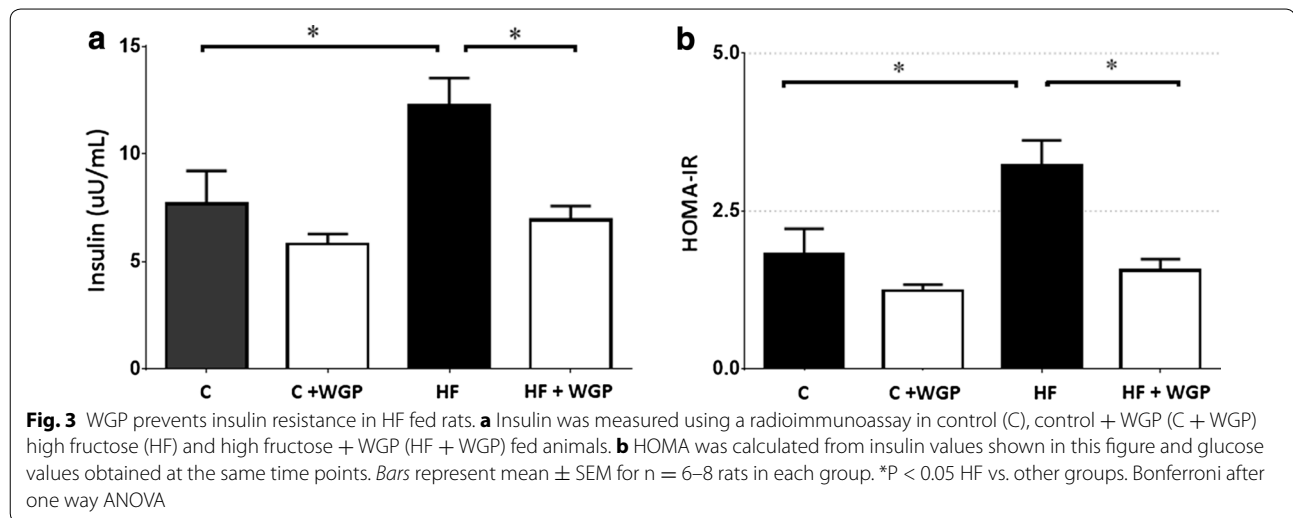 a
b
15
10
5
0
Insulin (uU/mL)
*
*
C
C +WGP
HF
HF + WGP
5.0
2.5
0.0
HOMA-IR
*
*
C
C+WGP
HF
HF + WGP
Fig. 3 WGP prevents insulin resistance in HF fed rats. a Insulin was measured using a radioimmunoassay in control (C), control + WGP (C + WGP)
high fructose (HF) and high fructose + WGP (HF + WGP) fed animals. b HOMA was calculated from insulin values shown in this figure and glucose
values obtained at the same time points. Bars represent mean ± SEM for n = 6–8 rats in each group. *P < 0.05 HF vs. other groups. Bonferroni after
one way ANOVA